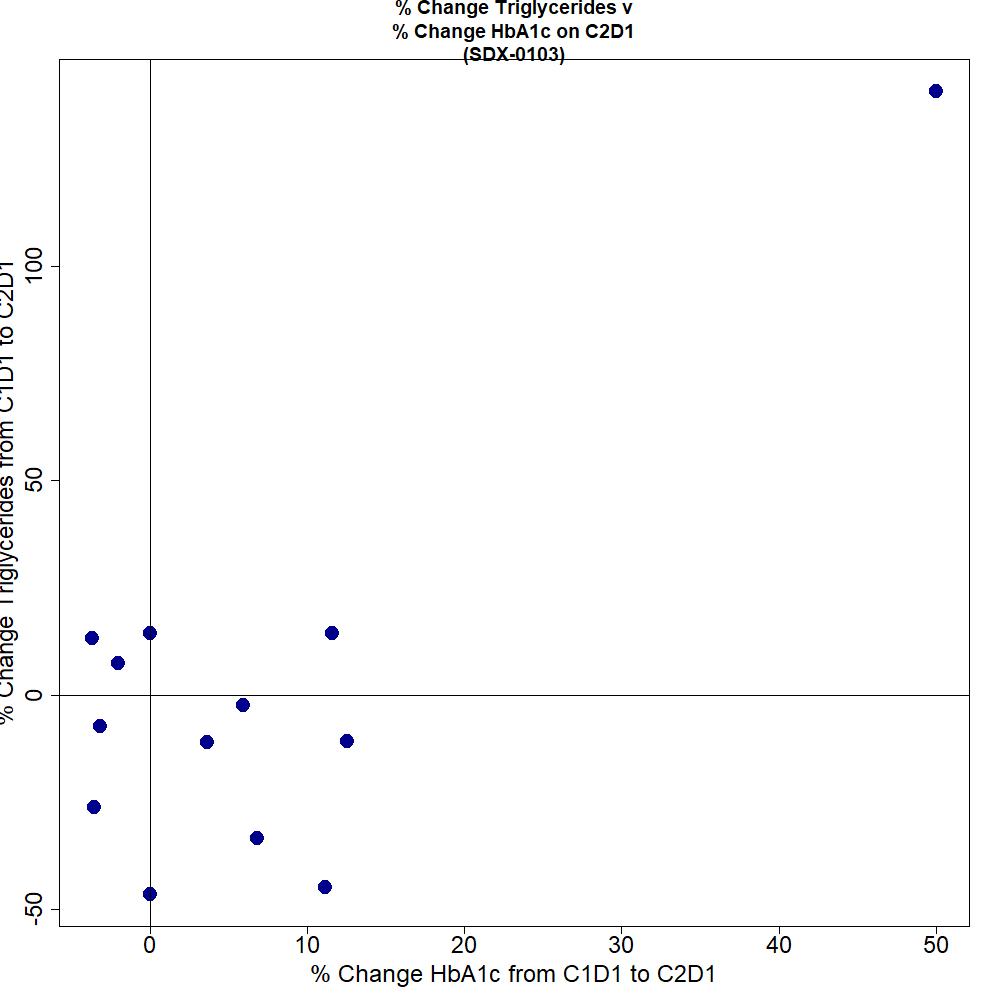 % Change Triglycerides v
% Change HbA1c on C2D1
(SDX-0103)
% Change Triglycerides from C1D1 to C2D1
100
50
0
-50
0 10 20 30 40 50
% Change HbA1c from C1D1 to C2D1